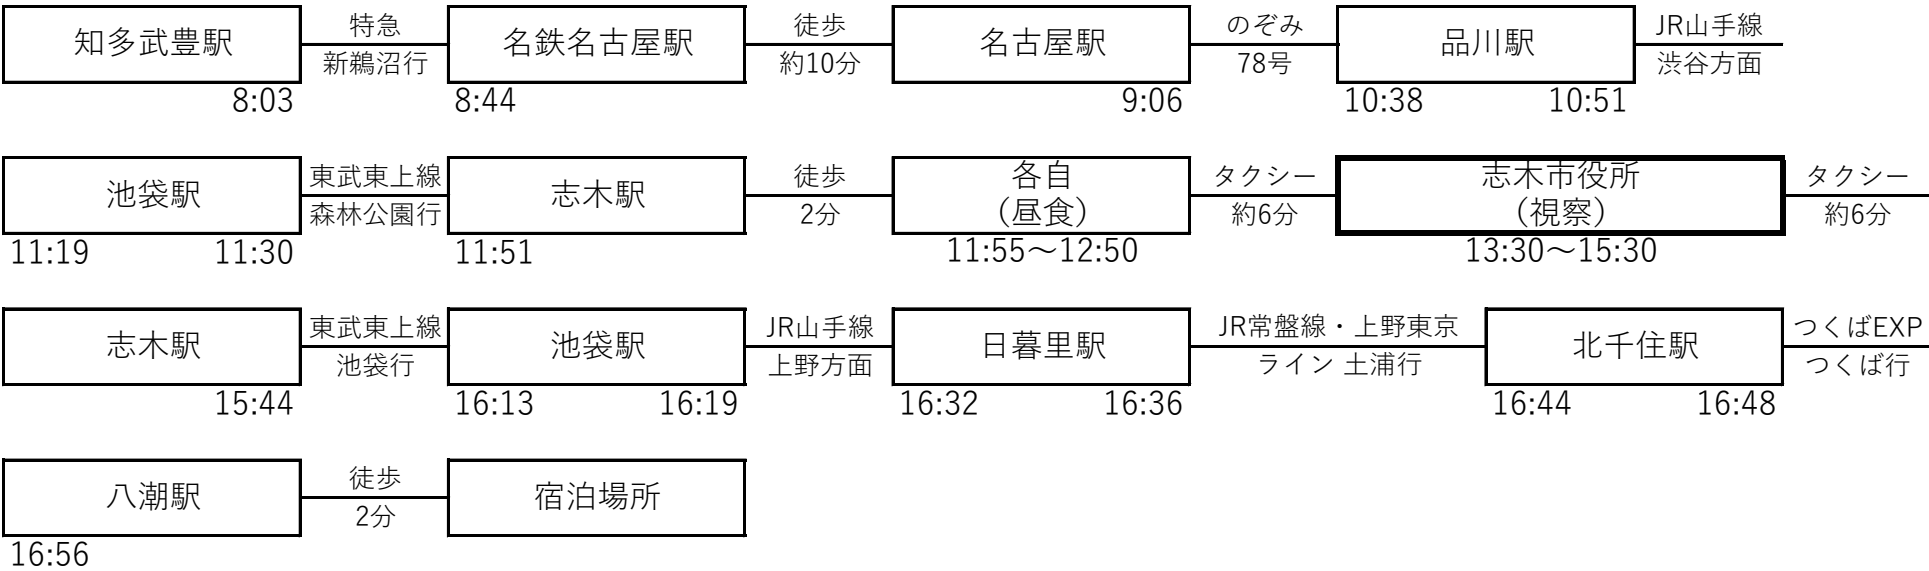 知多武豊駅 特急 名鉄名古屋駅 徒歩 名古屋駅 のぞみ 品川駅 JR山手線
新鵜沼行 約10分 78号 渋谷方面
8:03 8:44 9:06 10:38 10:51
池袋駅 東武東上線 志木駅 徒歩 各自 タクシー 志木市役所 タクシー
森林公園行 2分 （昼食） 約6分 （視察） 約6分
11:19 11:30 11:51 11:55～12:50 13:30～15:30
志木駅 東武東上線 池袋駅 JR山手線 日暮里駅 JR常盤線・上野東京 北千住駅 つくばEXP
池袋行 上野方面 ライン 土浦行 つくば行
15:44 16:13 16:19 16:32 16:36 16:44 16:48
八潮駅 徒歩 宿泊場所
2分
16:56